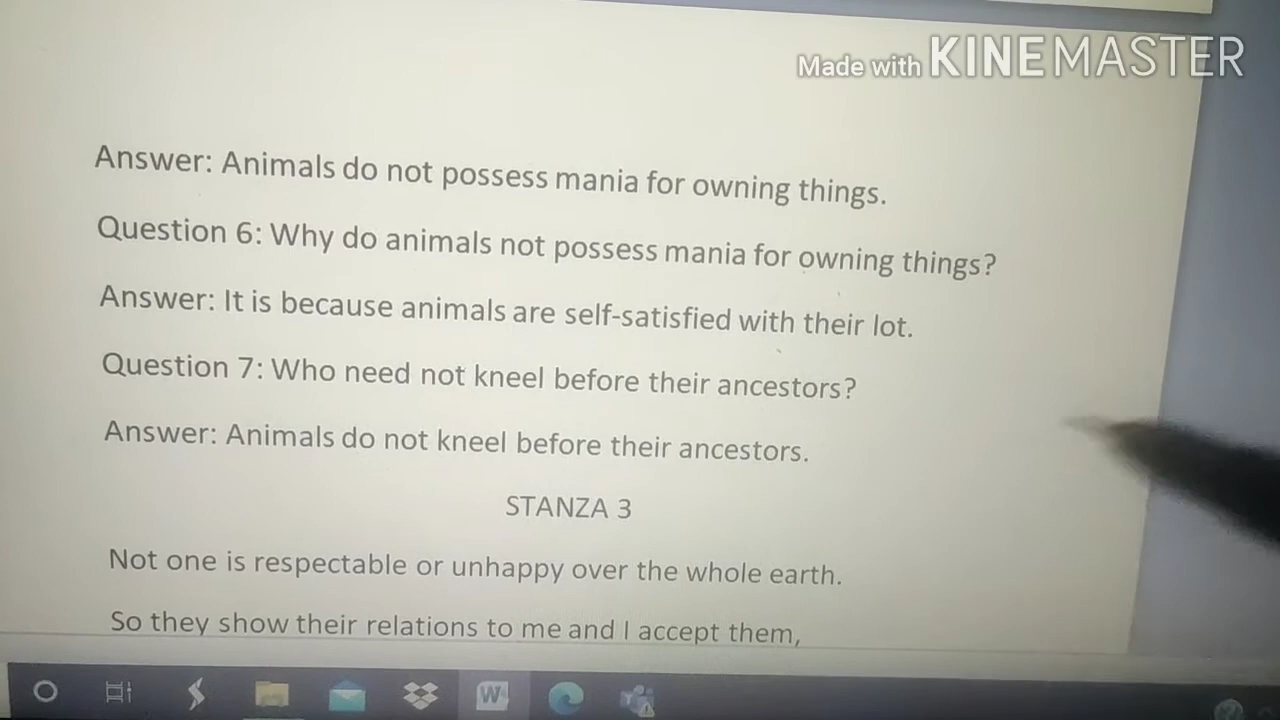 Made with KINEMASTER
Answer: Animals do not possess mania for owning things.
Question 6: Why do animals not possess mania for owning things?
Answer: It is because animals are self-satisfied with their lot.
Question 7: Who need not kneel before their ancestors?
Answer: Animals do not kneel before their ancestors.
STANZA 3
Not one is respectable or unhappy over the whole earth.
So they show their relations to me and I accept them,
W